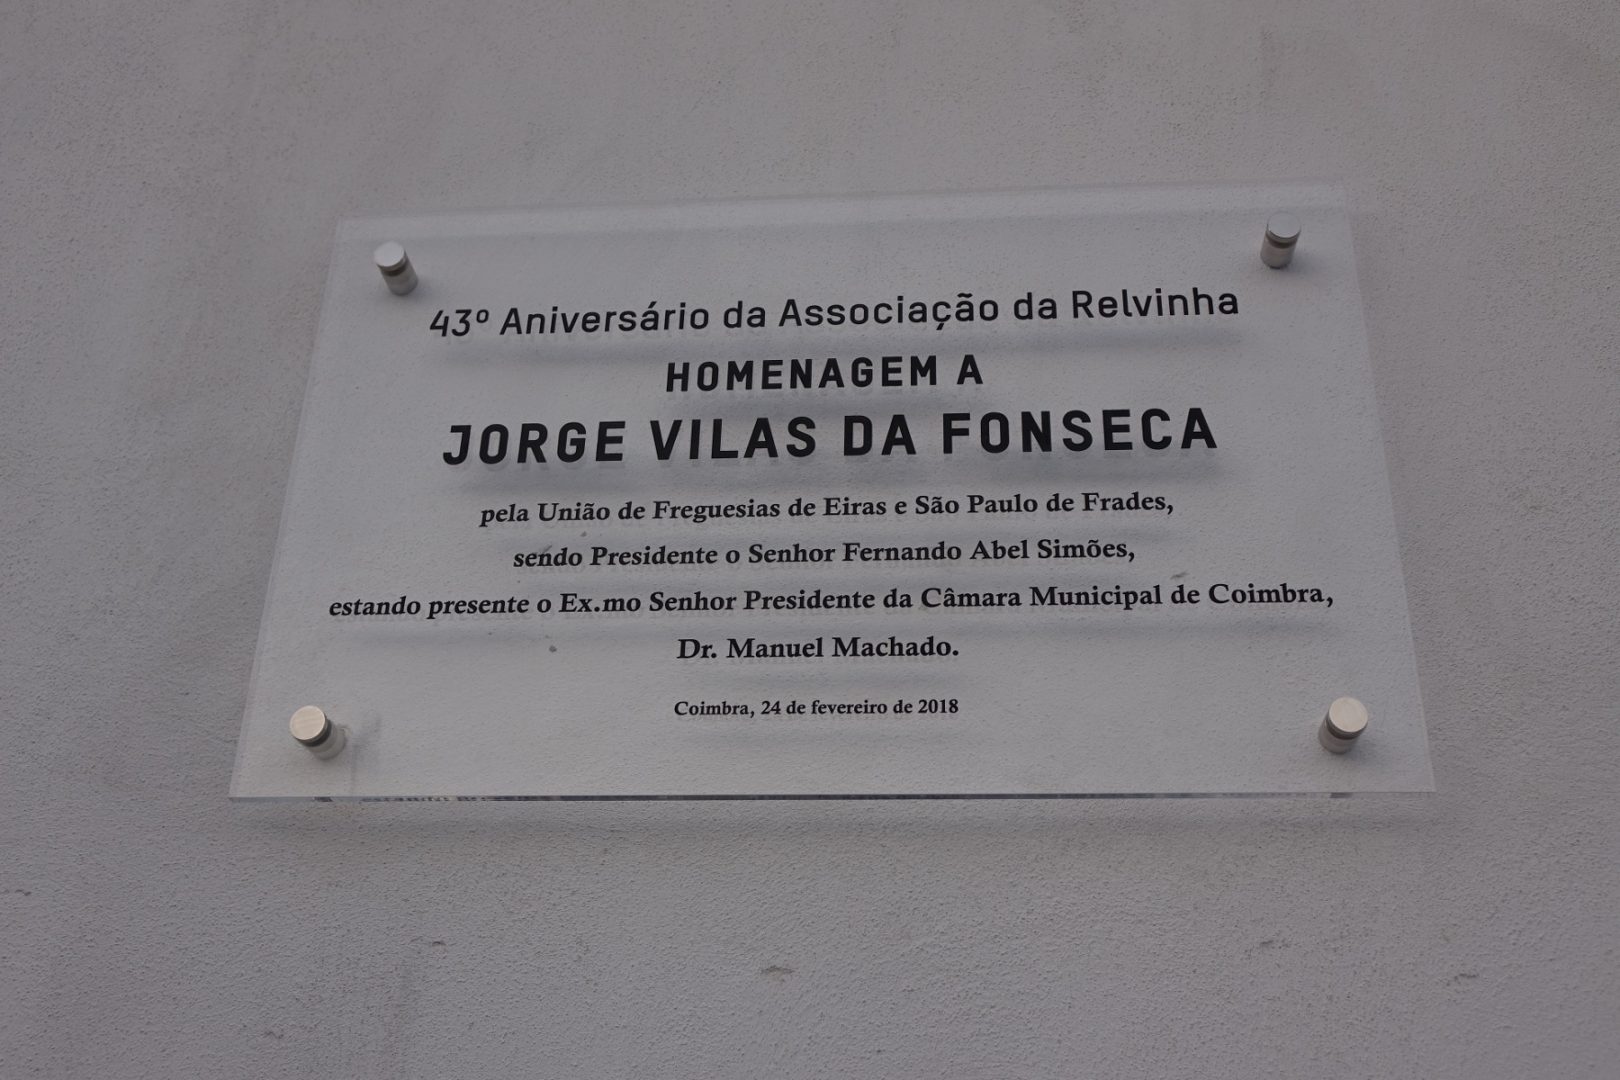 43º Aniversário da Associação da Relvinha
HOMENAGEM A
JORGE VILAS DA FONSECA
pela União de Freguesias de Eiras e São Paulo de Frades,
sendo Presidente o Senhor Fernando Abel Simões,
estando presente o Ex.mo Senhor Presidente da Câmara Municipal de Coimbra,
Dr. Manuel Machado.
Coimbra, 24 de fevereiro de 2018